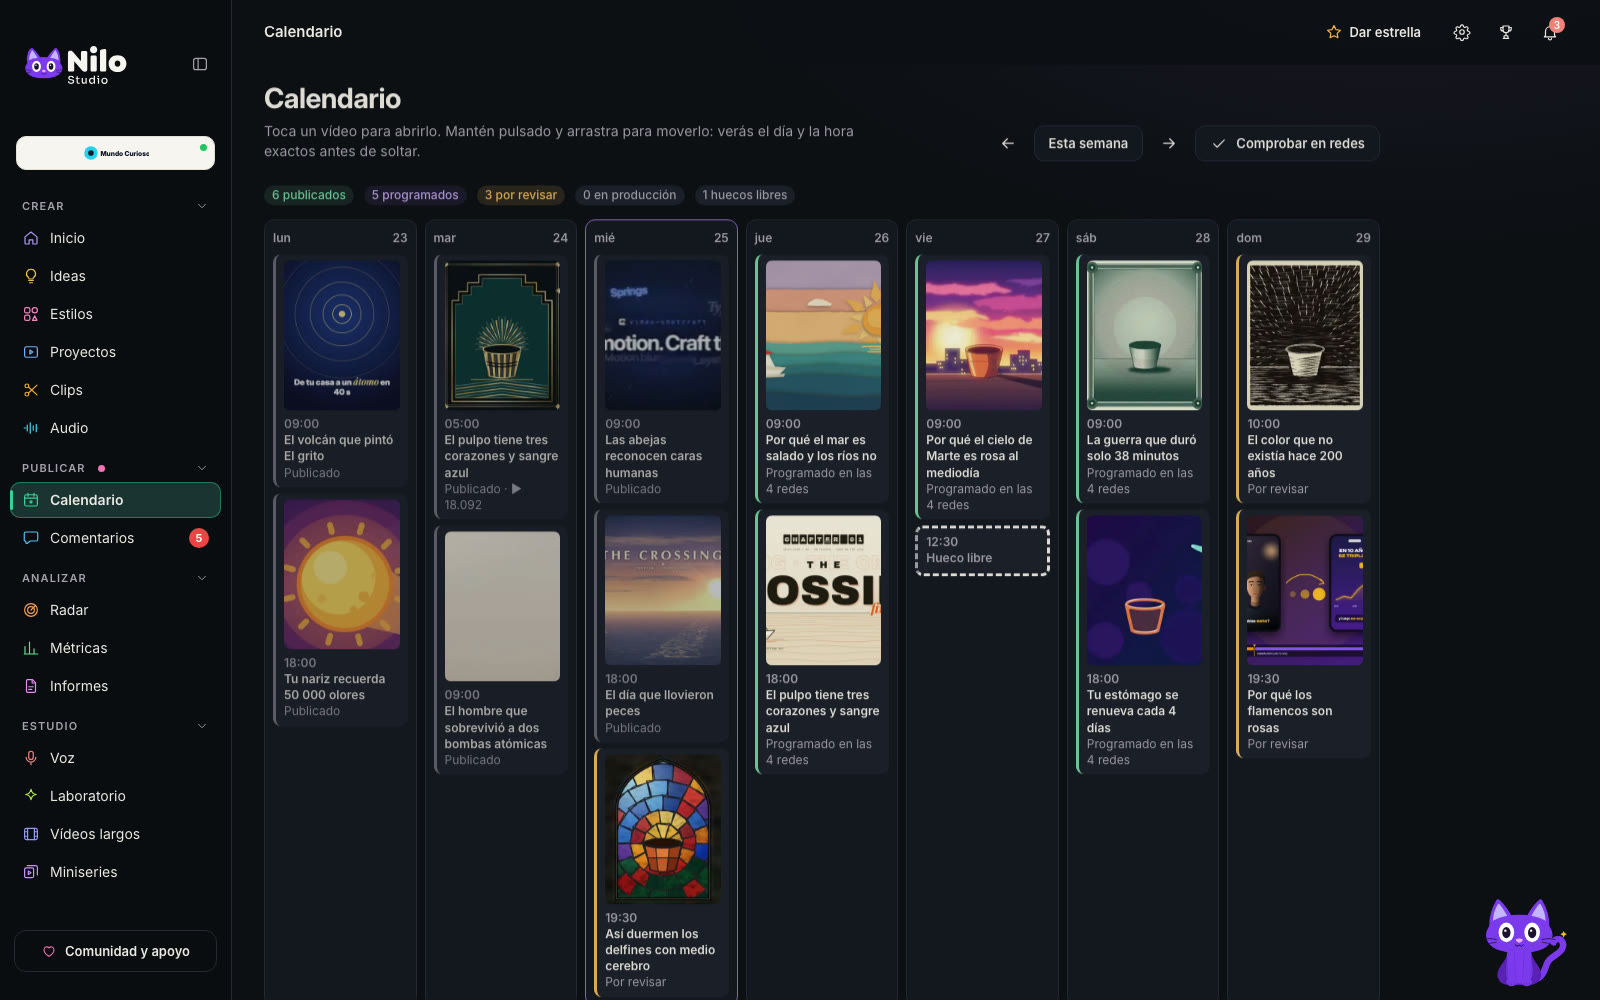 Nilo
Studio
Mundo Curioso
CREAR
Inicio
Ideas
Estilos
Proyectos
Clips
Audio
PUBLICAR
Calendario
Comentarios
5
ANALIZAR
Radar
Métricas
Informes
ESTUDIO
Voz
Laboratorio
Vídeos largos
Miniseries
Comunidad y apoyo
Calendario
Dar estrella
3
Calendario
Toca un vídeo para abrirlo. Mantén pulsado y arrastra para moverlo: verás el día y la hora
exactos antes de soltar.
Esta semana
Comprobar en redes
6 publicados
5 programados
3 por revisar
0 en producción
1 huecos libres
lun 23
De tu casa a un átomo en
40 s
09:00
El volcán que pintó
El grito
Publicado
18:00
Tu nariz recuerda
50 000 olores
Publicado
mar 24
05:00
El pulpo tiene tres
corazones y sangre
azul
Publicado ·
18.092
09:00
El hombre que
sobrevivió a dos
bombas atómicas
Publicado
mié 25
Springs
otion. Craft t
Motion blur
09:00
Las abejas
reconocen caras
humanas
Publicado
THE CROSSING
18:00
El día que llovieron
peces
Publicado
19:30
Así duermen los
delfines con medio
cerebro
Por revisar
jue 26
09:00
Por qué el mar es
salado y los ríos no
Programado en las
4 redes
CHAPTER 01
THE
OSSI
18:00
El pulpo tiene tres
corazones y sangre
azul
Programado en las
4 redes
vie 27
09:00
Por qué el cielo de
Marte es rosa al
mediodía
Programado en las
4 redes
12:30
Hueco libre
sáb 28
09:00
La guerra que duró
solo 38 minutos
Programado en las
4 redes
18:00
Tu estómago se
renueva cada 4
días
Programado en las
4 redes
dom 29
10:00
El color que no
existía hace 200
años
Por revisar
EN 10 AÑ
19:30
Por qué los
flamencos son
rosas
Por revisar